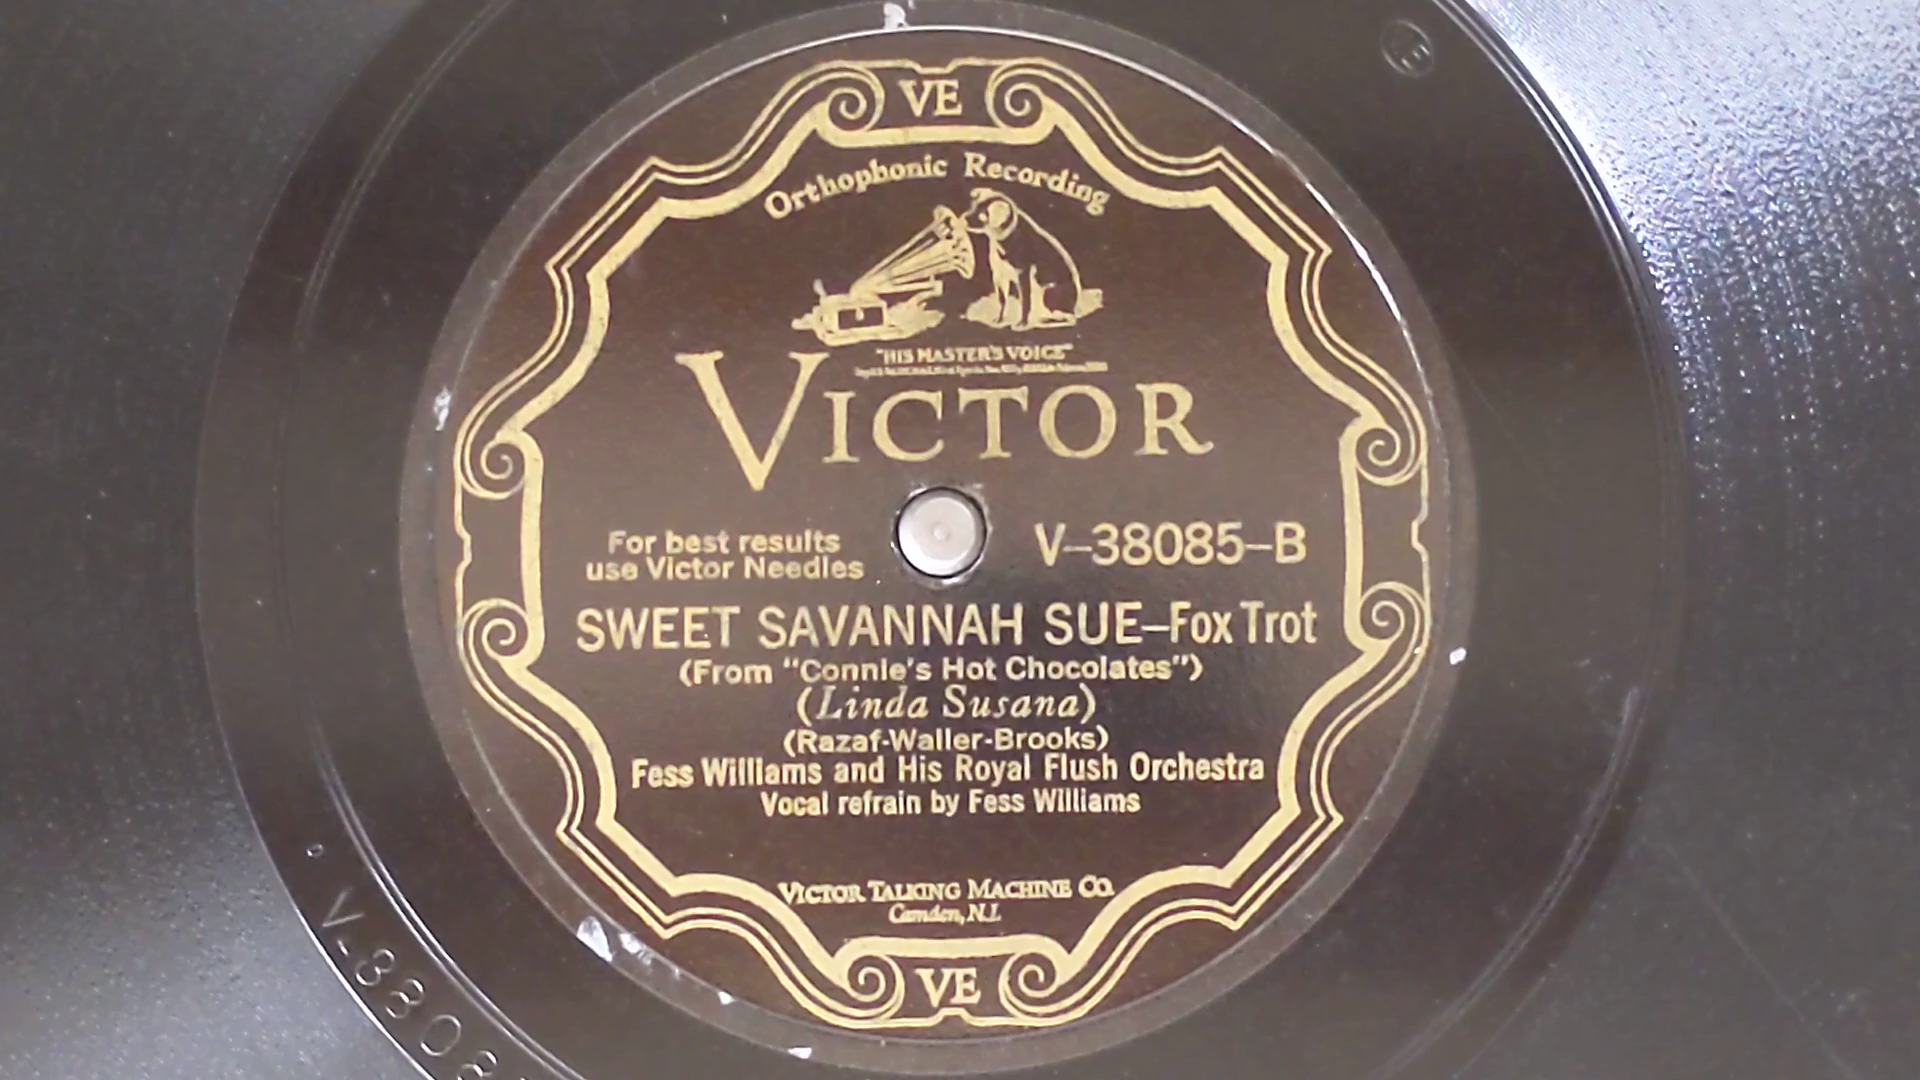 VE
Orthophonic Recording
"HIS MASTER'S VOICE"
VICTOR
For best results
use Victor Needles
V-38085-B
SWEET SAVANNAH SUE-Fox Trot
(From "Connie's Hot Chocolates")
(Linda Susana)
(Razaf-Waller-Brooks)
Fess Williams and His Royal Flush Orchestra
Vocal refrain by Fess Williams
VICTOR TALKING MACHINE CO.
Camden, N.J.
VE
VE
V-3808